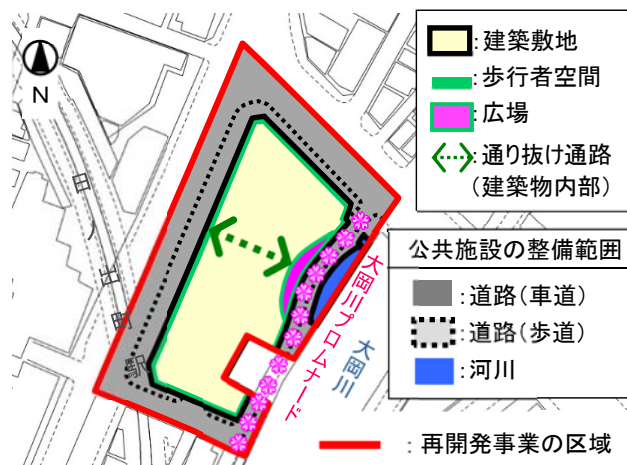 N
日ノ出町駅
大岡川プロムナード
大岡川
:建築敷地
:歩行者空間
:広場
:通り抜け通路
(建築物内部)
公共施設の整備範囲
:道路(車道)
:道路(歩道)
:河川
:再開発事業の区域